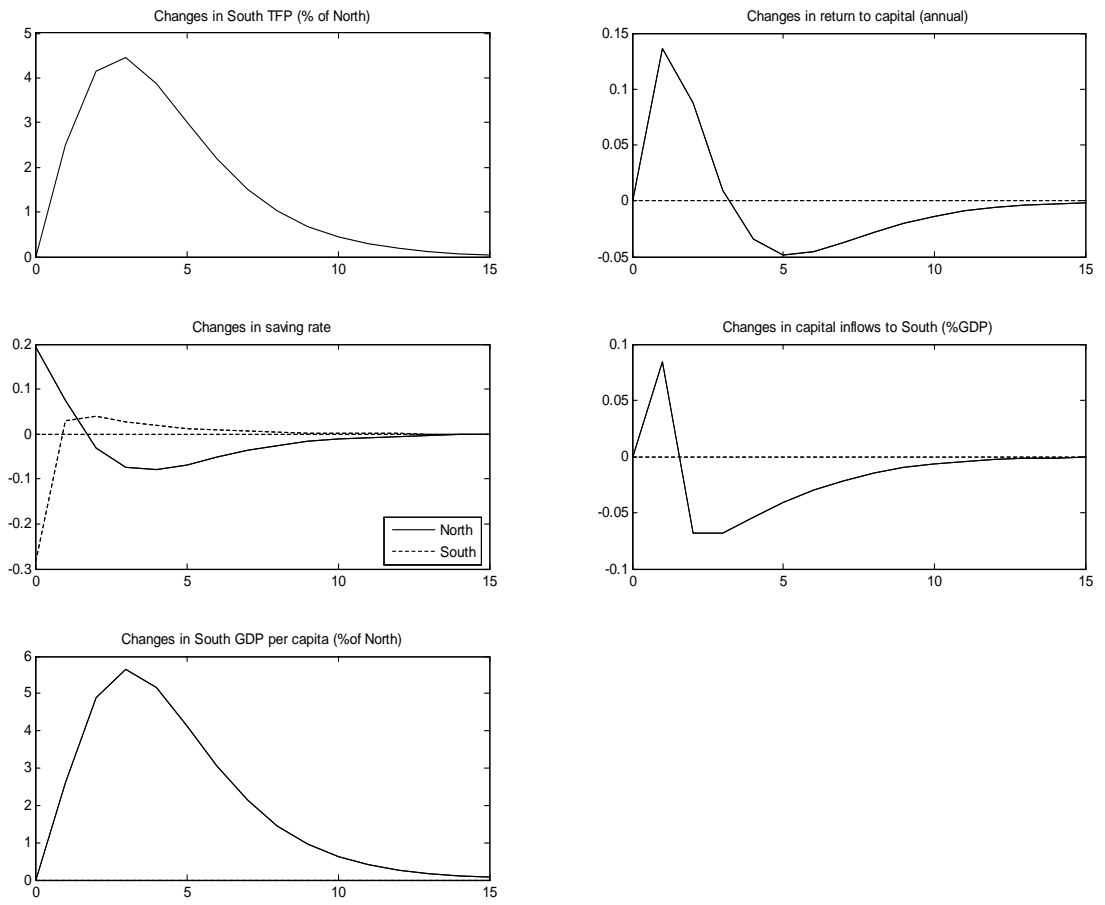 Changes in South TFP (% of North)
5
4
3
2
1
0
0 5 10 15
Changes in return to capital (annual)
0.15
0.1
0.05
0
-0.05
0 5 10 15
Changes in saving rate
0.2
0.1
0
-0.1
-0.2
-0.3
North
South
0 5 10 15
Changes in capital inflows to South (%GDP)
0.1
0.05
0
-0.05
-0.1
0 5 10 15
Changes in South GDP per capita (%of North)
6
5
4
3
2
1
0
0 5 10 15